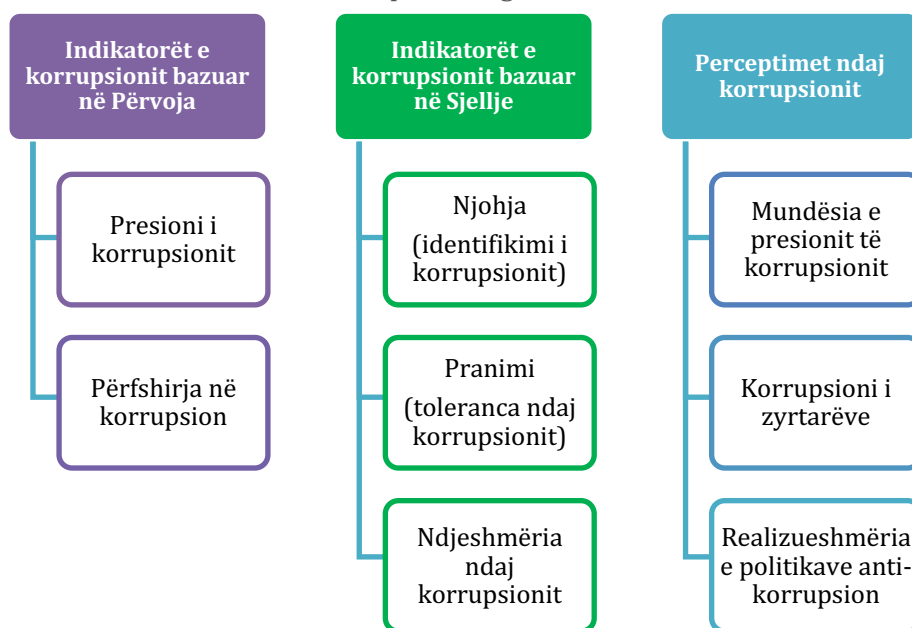 Indikatorët e
korrupsionit bazuar
në Përvoja
Presioni i
korrupsionit
Përfshirja në
korrupsion
Indikatorët e
korrupsionit bazuar
në Sjellje
Njohja
(identifikimi i
korrupsionit)
Pranimi
(toleranca ndaj
korrupsionit)
Ndjeshmëria
ndaj
korrupsionit
Perceptimet ndaj
korrupsionit
Mundësia e
presionit të
korrupsionit
Korrupsioni i
zyrtarëve
Realizueshmëria
e politikave anti-
korrupsion